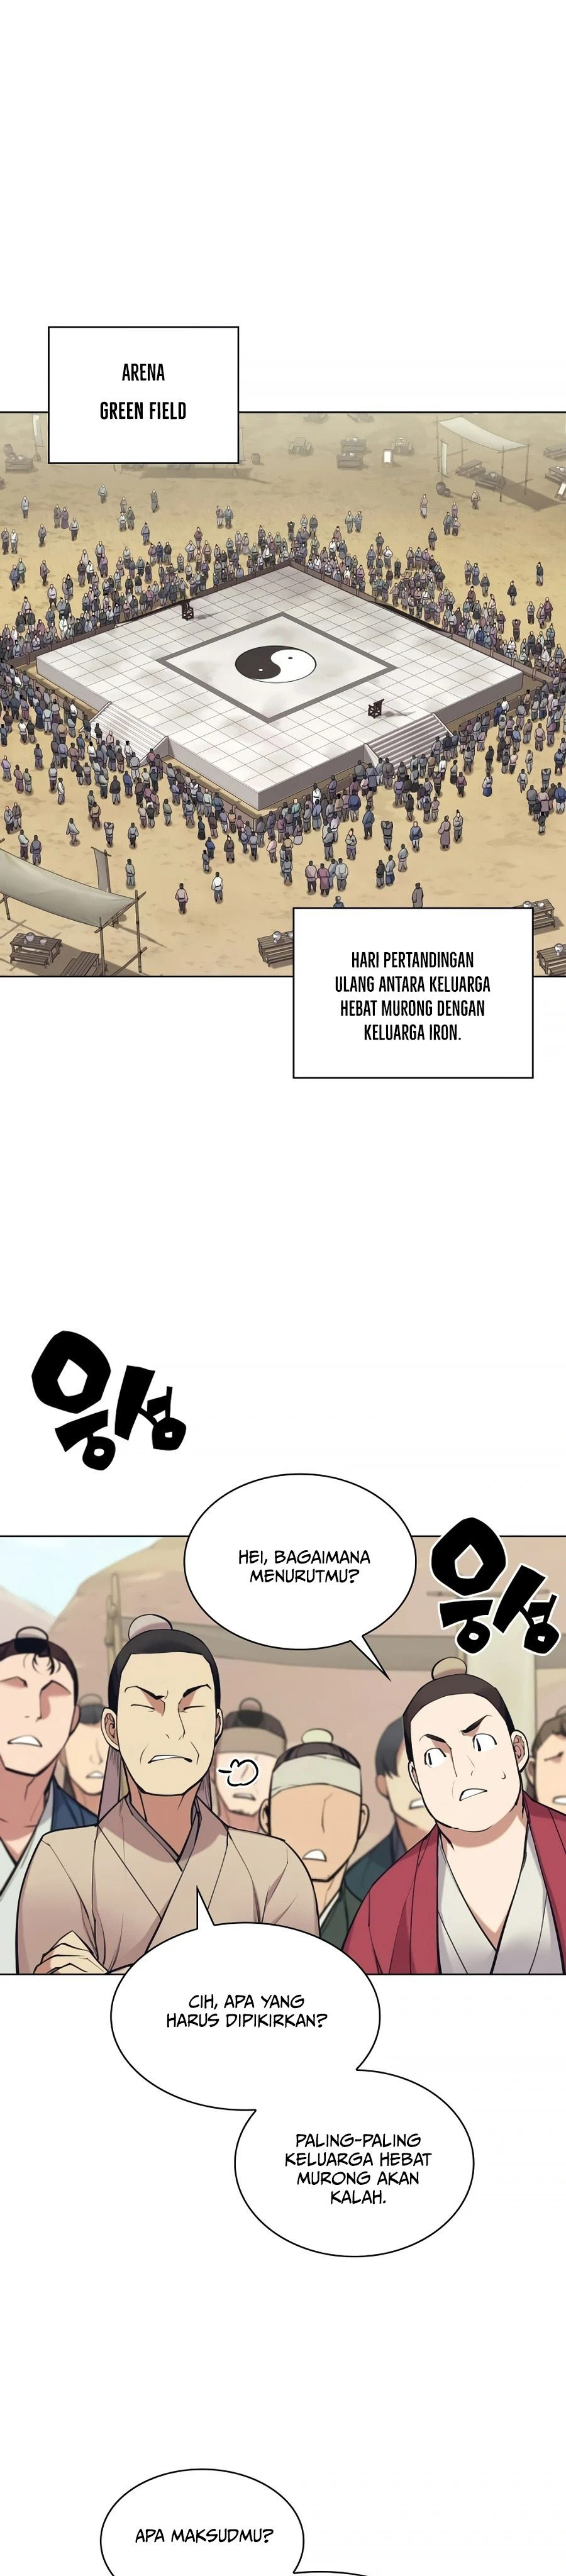 ARENA
GREEN FIELD
HARI PERTANDINGAN
ULANG ANTARA KELUARGA
HEBAT MURONG DENGAN
KELUARGA IRON.
웅성
HEI, BAGAIMANA
MENURUTMU?
웅성
CIH, APA YANG
HARUS DIPIKIRKAN?
PALING-PALING
KELUARGA HEBAT
MURONG AKAN
KALAH.
APA MAKSUDMU?